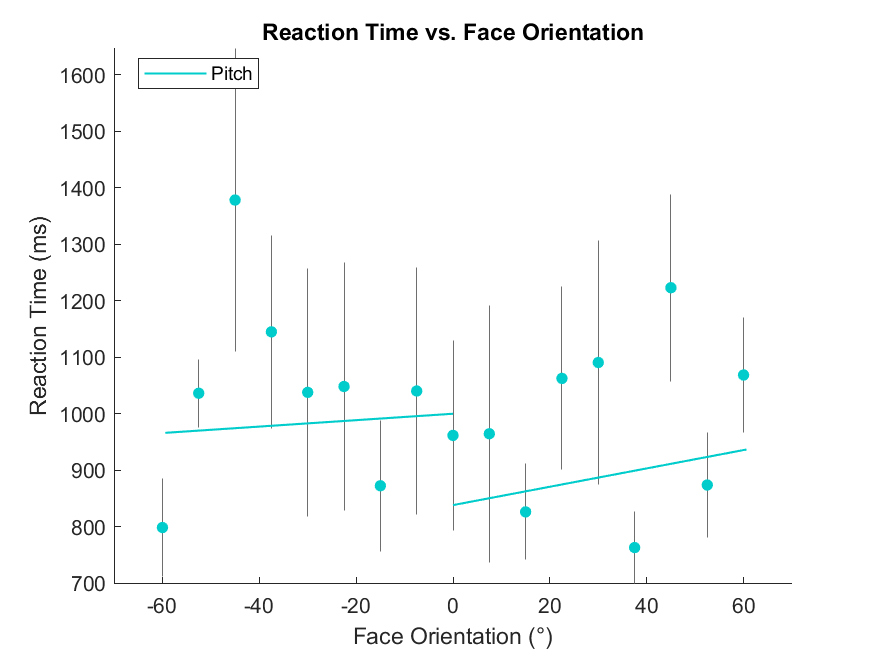 Reaction Time vs. Face Orientation
Pitch
1600
1500
1400
1300
1200
1100
1000
900
800
700
Reaction Time (ms)
-60 -40 -20 0 20 40 60
Face Orientation (°)